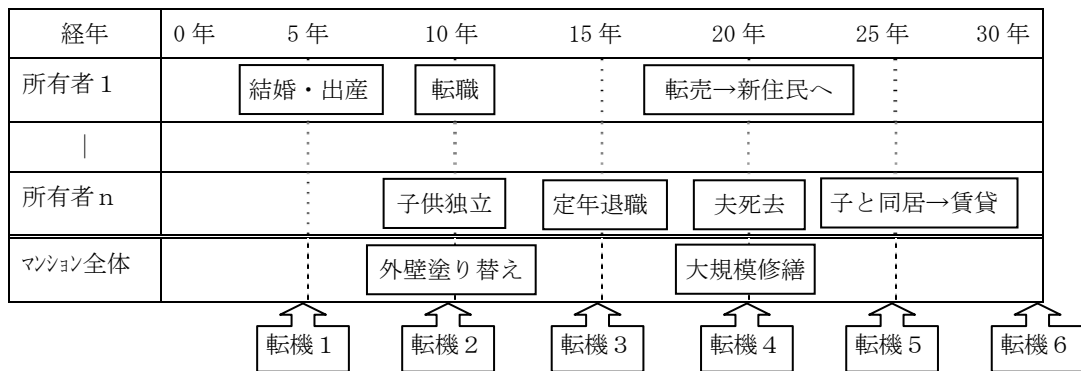 経年 0年 5年 10年 15年 20年 25年 30年
所有者1 結婚・出産 転職 転売→新住民へ
|
所有者n 子供独立 定年退職 夫死去 子と同居→賃貸
ﾏﾝｼｮﾝ全体 外壁塗り替え 大規模修繕
転機1 転機2 転機3 転機4 転機5 転機6